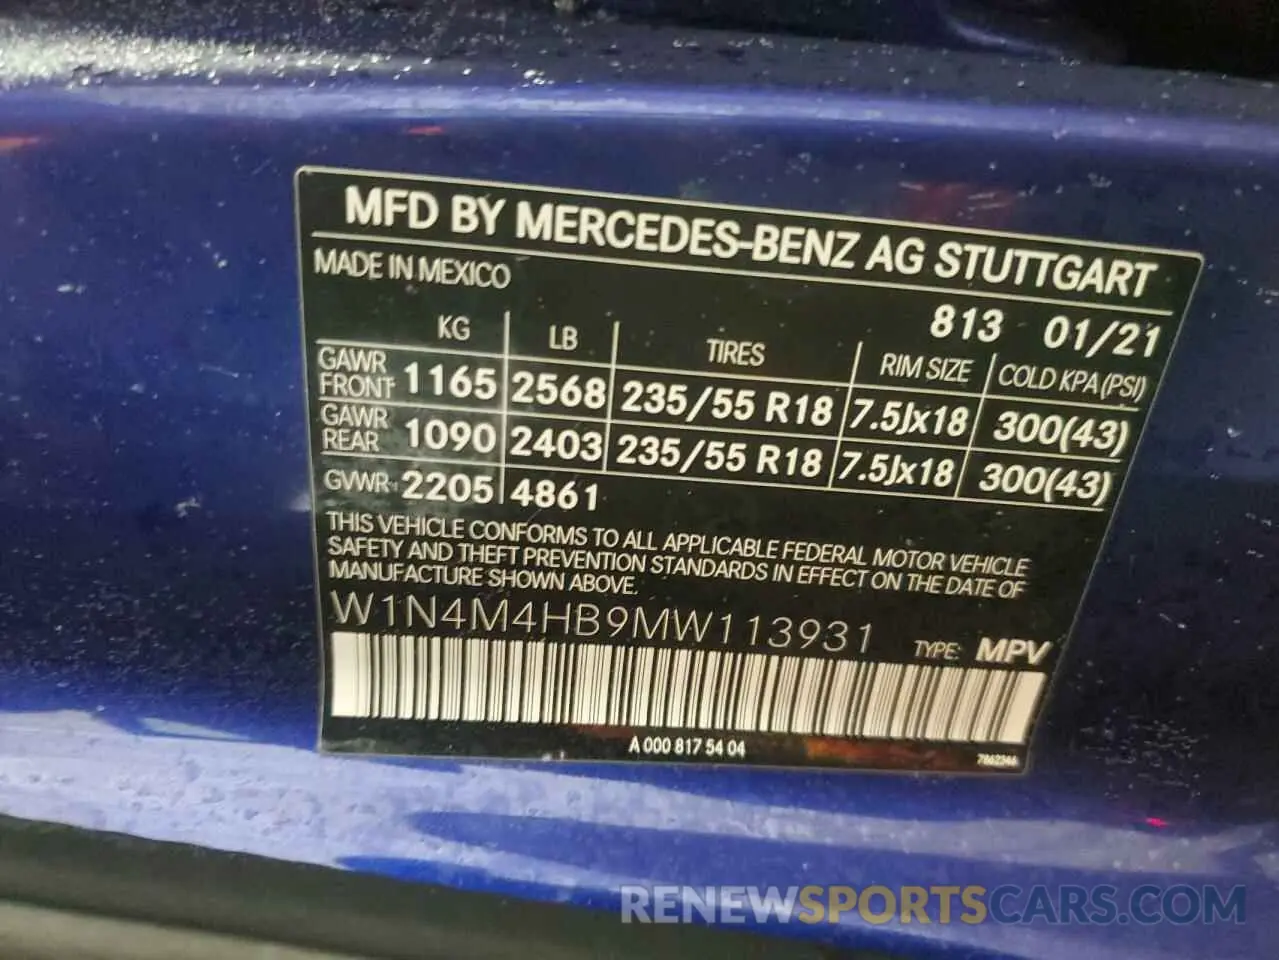 MFD BY MERCEDES-BENZ AG STUTTGART
MADE IN MEXICO
813 01/21
KG LB TIRES RIM SIZE COLD KPA (PSI)
GAWR FRONT 1165 2568 235/55 R18 7.5Jx18 300(43)
GAWR REAR 1090 2403 235/55 R18 7.5Jx18 300(43)
GVWR 2205 4861
THIS VEHICLE CONFORMS TO ALL APPLICABLE FEDERAL MOTOR VEHICLE
SAFETY AND THEFT PREVENTION STANDARDS IN EFFECT ON THE DATE OF
MANUFACTURE SHOWN ABOVE.
W1N4M4HB9MW113931 TYPE: MPV
A 000 817 54 04
7862346
RENEWSPORTSCARS.COM